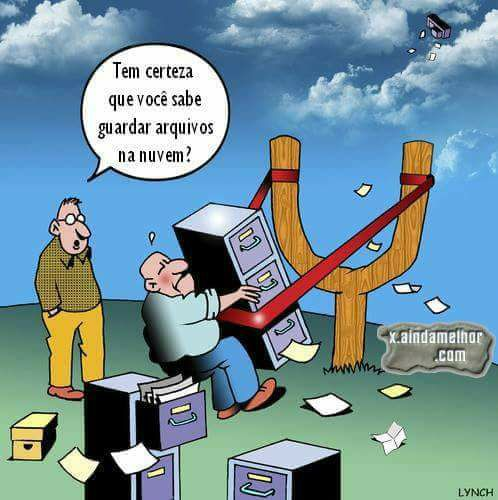 Tem certeza
que você sabe
guardar arquivos
na nuvem?
x.aindamelhor
.com
LYNCH